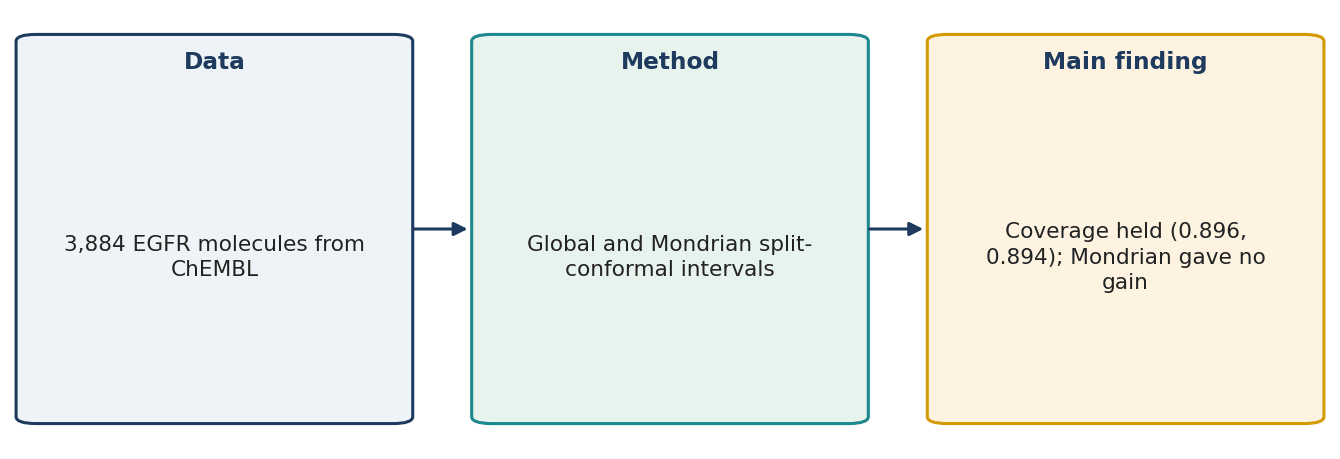 Data
3,884 EGFR molecules from
ChEMBL
Method
Global and Mondrian split-
conformal intervals
Main finding
Coverage held (0.896,
0.894); Mondrian gave no
gain